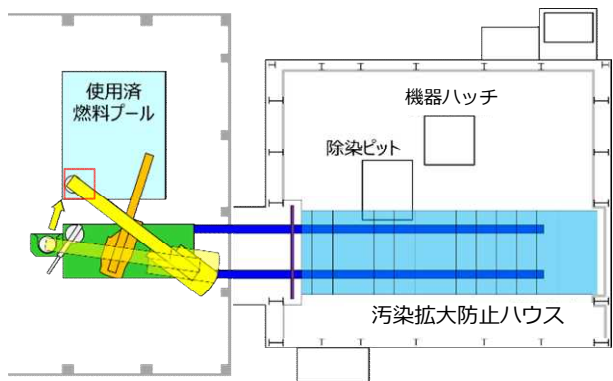 使用済
燃料プール
機器ハッチ
除染ピット
汚染拡大防止ハウス